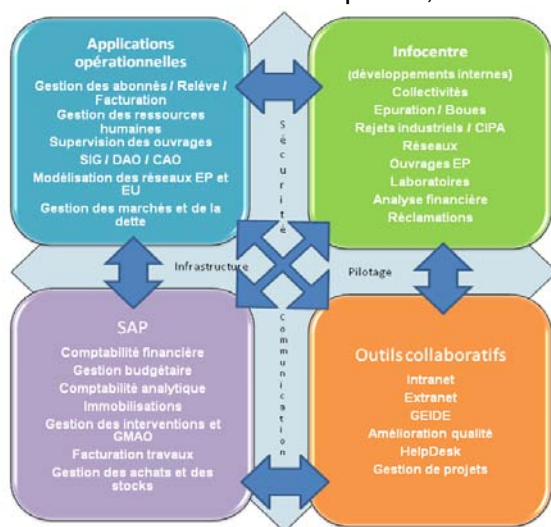 Applications
opérationnelles
Gestion des abonnés / Relève /
Facturation
Gestion des ressources
humaines
Supervision des ouvrages
SIG / DAO / CAO
Modélisation des réseaux EP et
EU
Gestion des marchés et de la
dette
Infocentre
(développements internes)
Collectivités
Epuration / Boues
Rejets industriels / CIPA
Réseaux
Ouvrages EP
Laboratoires
Analyse financière
Réclamations
Sécurité
Infrastructure
Pilotage
Communication
SAP
Comptabilité financière
Gestion budgétaire
Comptabilité analytique
Immobilisations
Gestion des interventions et
GMAO
Facturation travaux
Gestion des achats et des
stocks
Outils collaboratifs
Intranet
Extranet
GEIDE
Amélioration qualité
HelpDesk
Gestion de projets